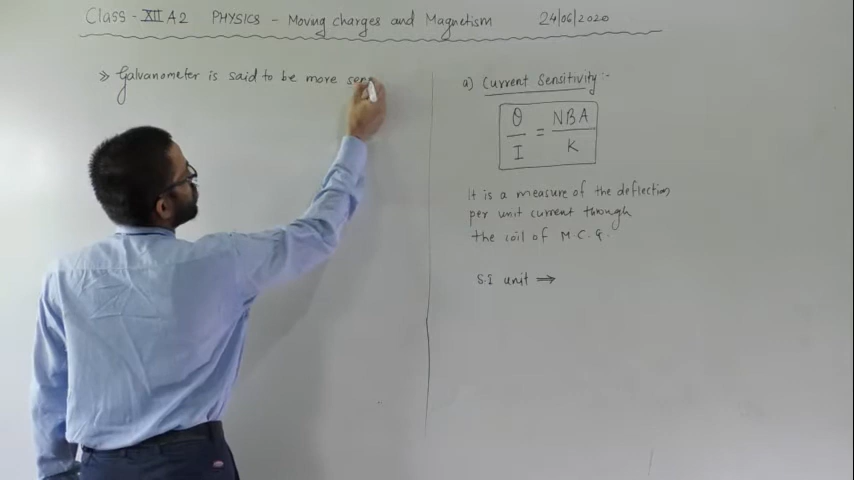 Class - XII A2 PHYSICS - Moving charges and Magnetism 24/06/2020
» Galvanometer is said to be more sens
a) Current Sensitivity :-
θ/I = NBA/K
It is a measure of the deflection
per unit current through
the coil of M.C.G.
S.I unit ⇒